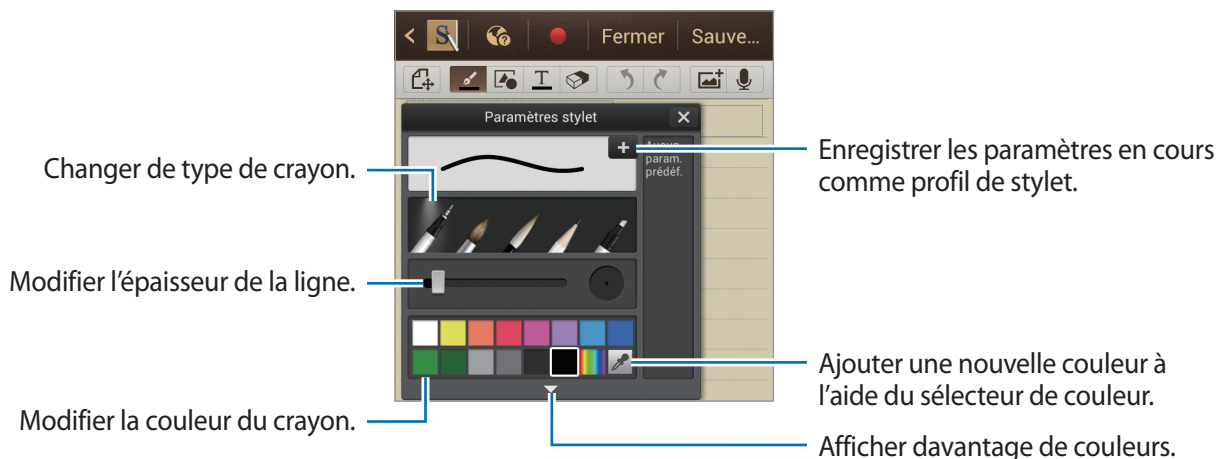 Fermer
Sauve...
Paramètres stylet
param.
prédéf.
Changer de type de crayon.
Enregistrer les paramètres en cours
comme profil de stylet.
Modifier l'épaisseur de la ligne.
Ajouter une nouvelle couleur à
l'aide du sélecteur de couleur.
Modifier la couleur du crayon.
Afficher davantage de couleurs.